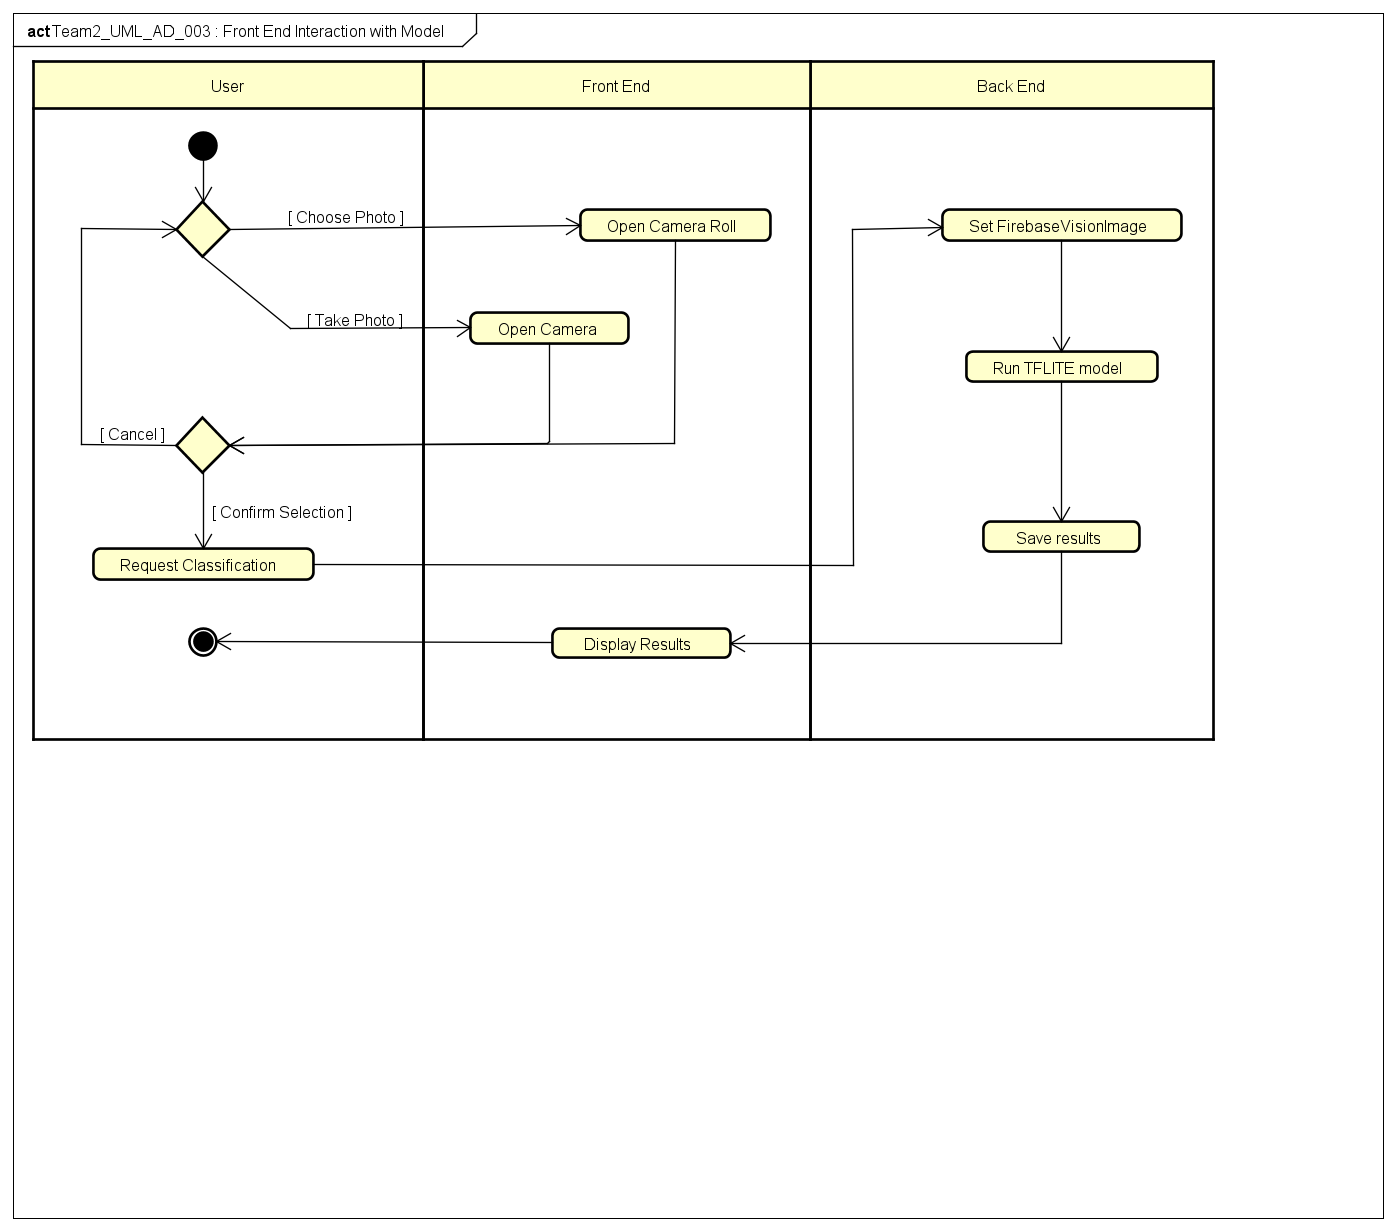 act Team2_UML_AD_003 : Front End Interaction with Model
User
Front End
Back End
[ Choose Photo ]
Open Camera Roll
Set FirebaseVisionImage
[ Take Photo ]
Open Camera
Run TFLITE model
[ Cancel ]
[ Confirm Selection ]
Save results
Request Classification
Display Results